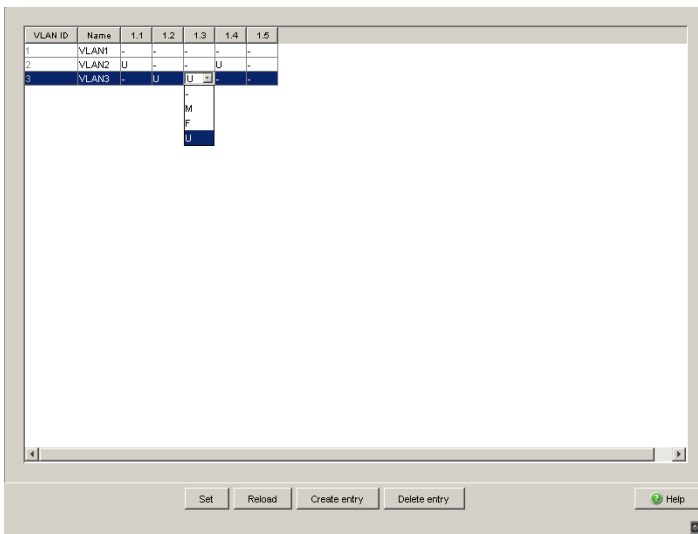 VLAN ID Name 1.1 1.2 1.3 1.4 1.5
1 VLAN1 - - - - -
2 VLAN2 U - - U -
3 VLAN3 - U U - -
-
M
F
U
Set Reload Create entry Delete entry Help